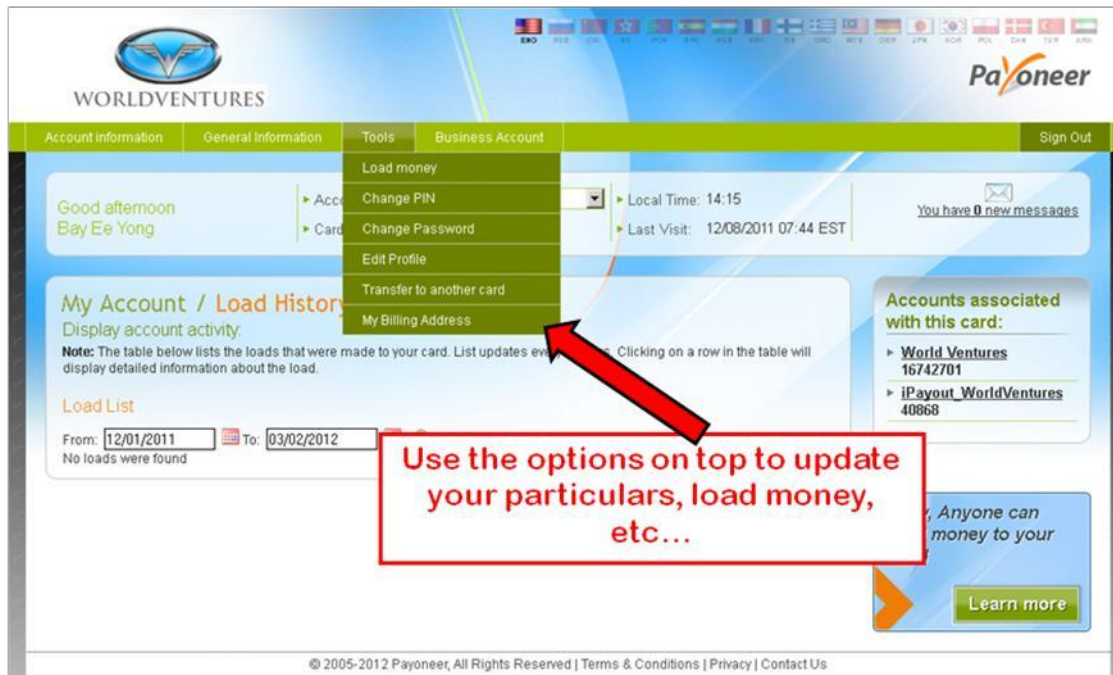 WORLDVENTURES
ENG
Payoneer
Account information General Information Tools Business Account Sign Out
Load money
Change PIN
Change Password
Edit Profile
Transfer to another card
My Billing Address
Good afternoon
Bay Ee Yong
Local Time: 14:15
Last Visit: 12/08/2011 07:44 EST
You have 0 new messages
My Account / Load History
Display account activity.
Note: The table below lists the loads that were made to your card. List updates Clicking on a row in the table will
display detailed information about the load.
Load List
From: 12/01/2011 To: 03/02/2012
No loads were found
Accounts associated
with this card:
World Ventures
16742701
iPayout_WorldVentures
40868
Use the options on top to update
your particulars, load money,
etc...
Anyone can
money to your
Learn more
© 2005-2012 Payoneer, All Rights Reserved | Terms & Conditions | Privacy | Contact Us